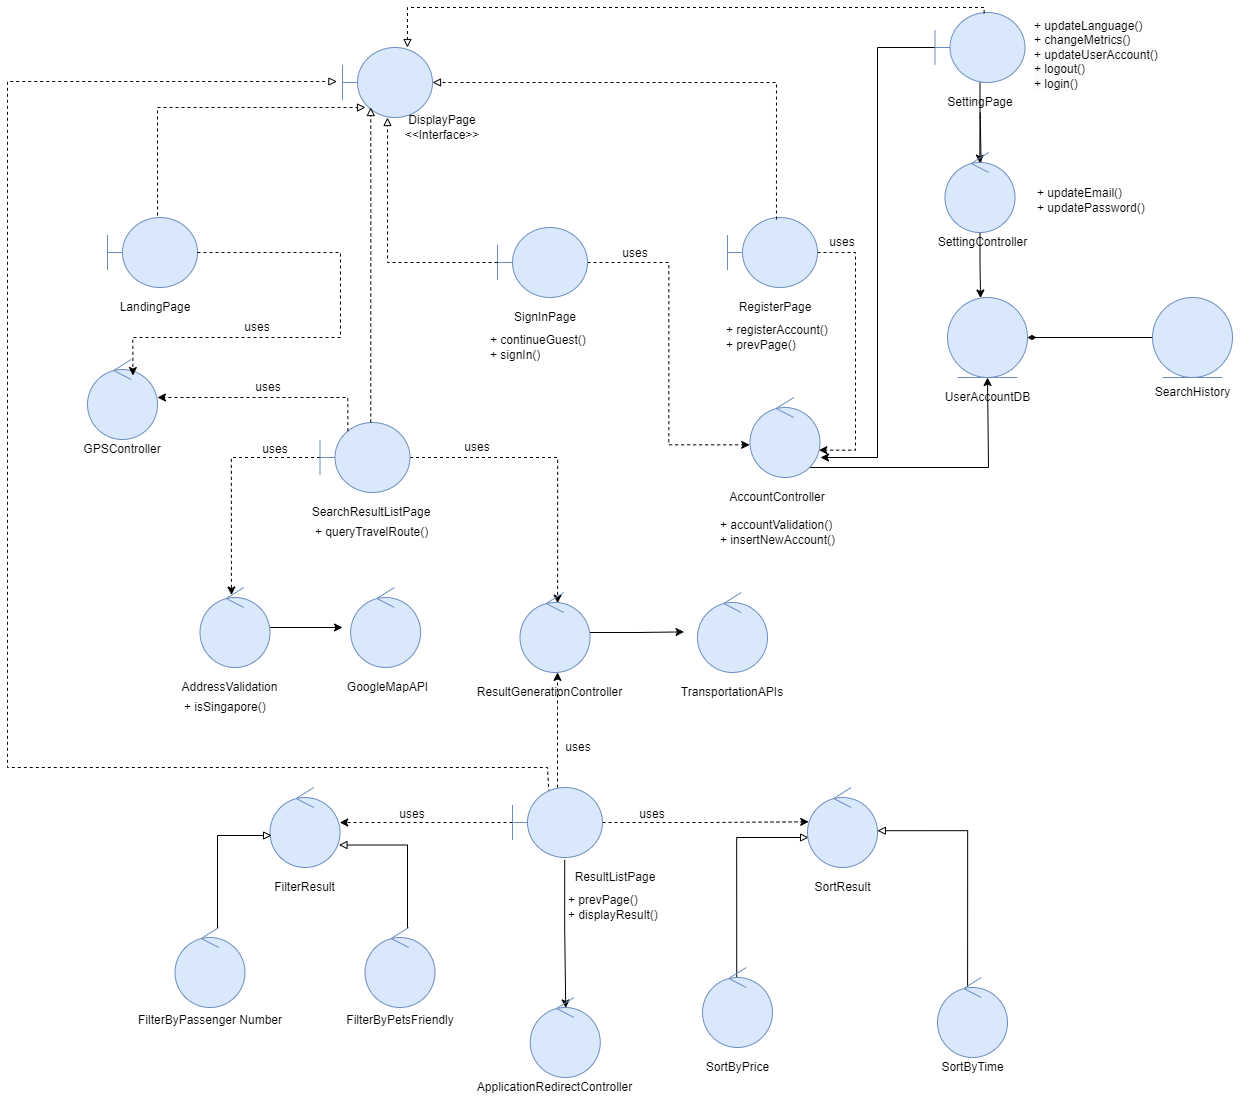 + updateLanguage()
+ changeMetrics()
+ updateUserAccount()
+ logout()
+ login()
SettingPage
DisplayPage
<<Interface>>
+ updateEmail()
+ updatePassword()
SettingController
uses
uses
LandingPage
SignInPage
RegisterPage
uses
+ registerAccount()
+ prevPage()
+ continueGuest()
+ signIn()
uses
UserAccountDB
SearchHistory
GPSController
uses
uses
SearchResultListPage
+ queryTravelRoute()
AccountController
+ accountValidation()
+ insertNewAccount()
AddressValidation
+ isSingapore()
GoogleMapAPI
ResultGenerationController
TransportationAPIs
uses
uses
uses
FilterResult
ResultListPage
+ prevPage()
+ displayResult()
SortResult
FilterByPassenger Number
FilterByPetsFriendly
SortByPrice
SortByTime
ApplicationRedirectController